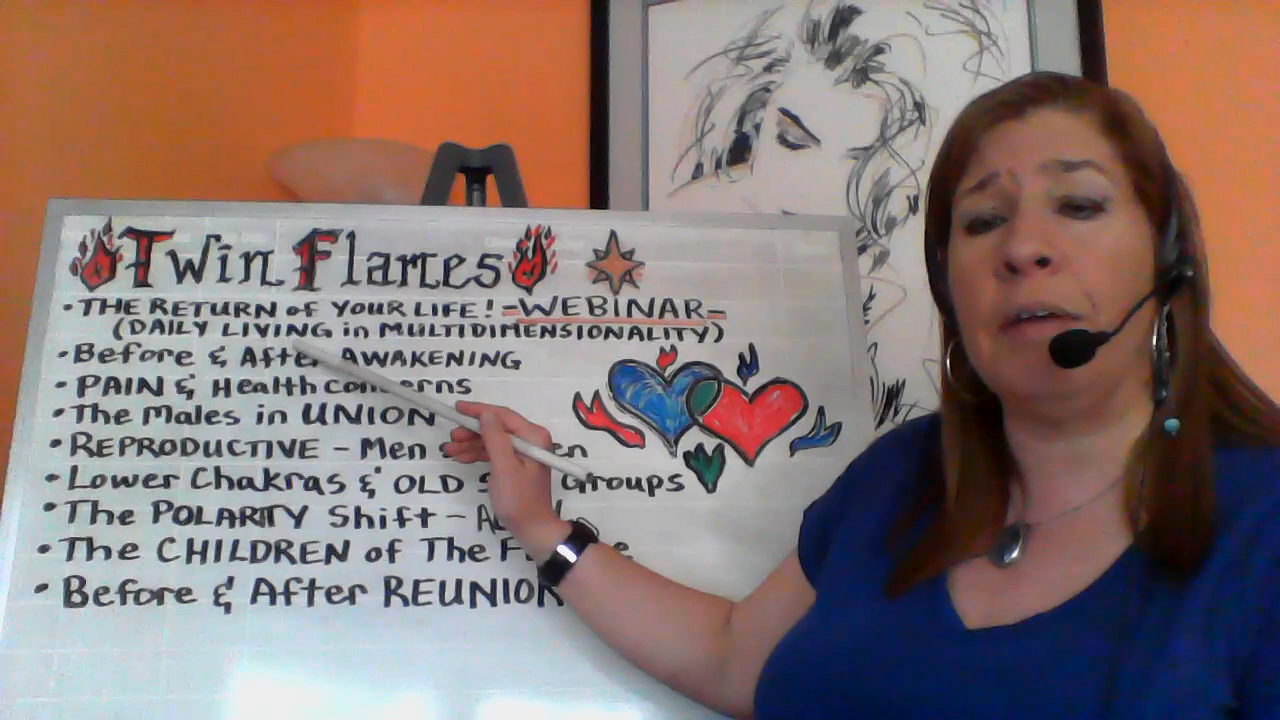 Twin Flames
• THE RETURN of YOUR LIFE! - WEBINAR -
(DAILY LIVING in MULTIDIMENSIONALITY)
• Before & After AWAKENING
• PAIN & Health concerns
• The Males in UNION
• REPRODUCTIVE - Men
• Lower Chakras & OLD Groups
• The POLARITY Shift -
• The CHILDREN of The
• Before & After REUNION